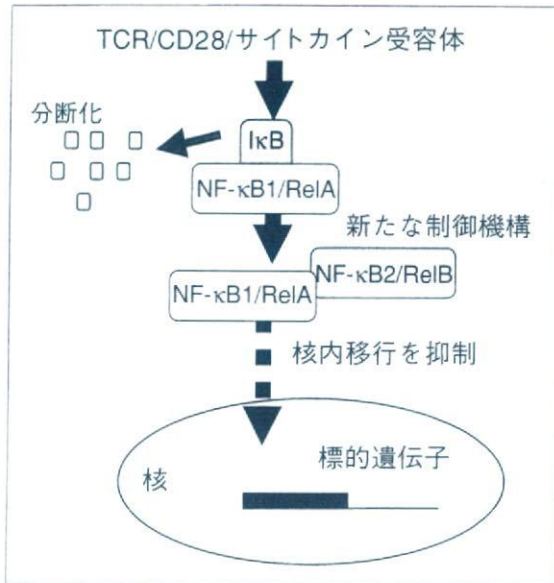 TCR/CD28/サイトカイン受容体
分断化
IκB
NF-κB1/RelA
新たな制御機構
NF-κB2/RelB
NF-κB1/RelA
核内移行を抑制
標的遺伝子
核